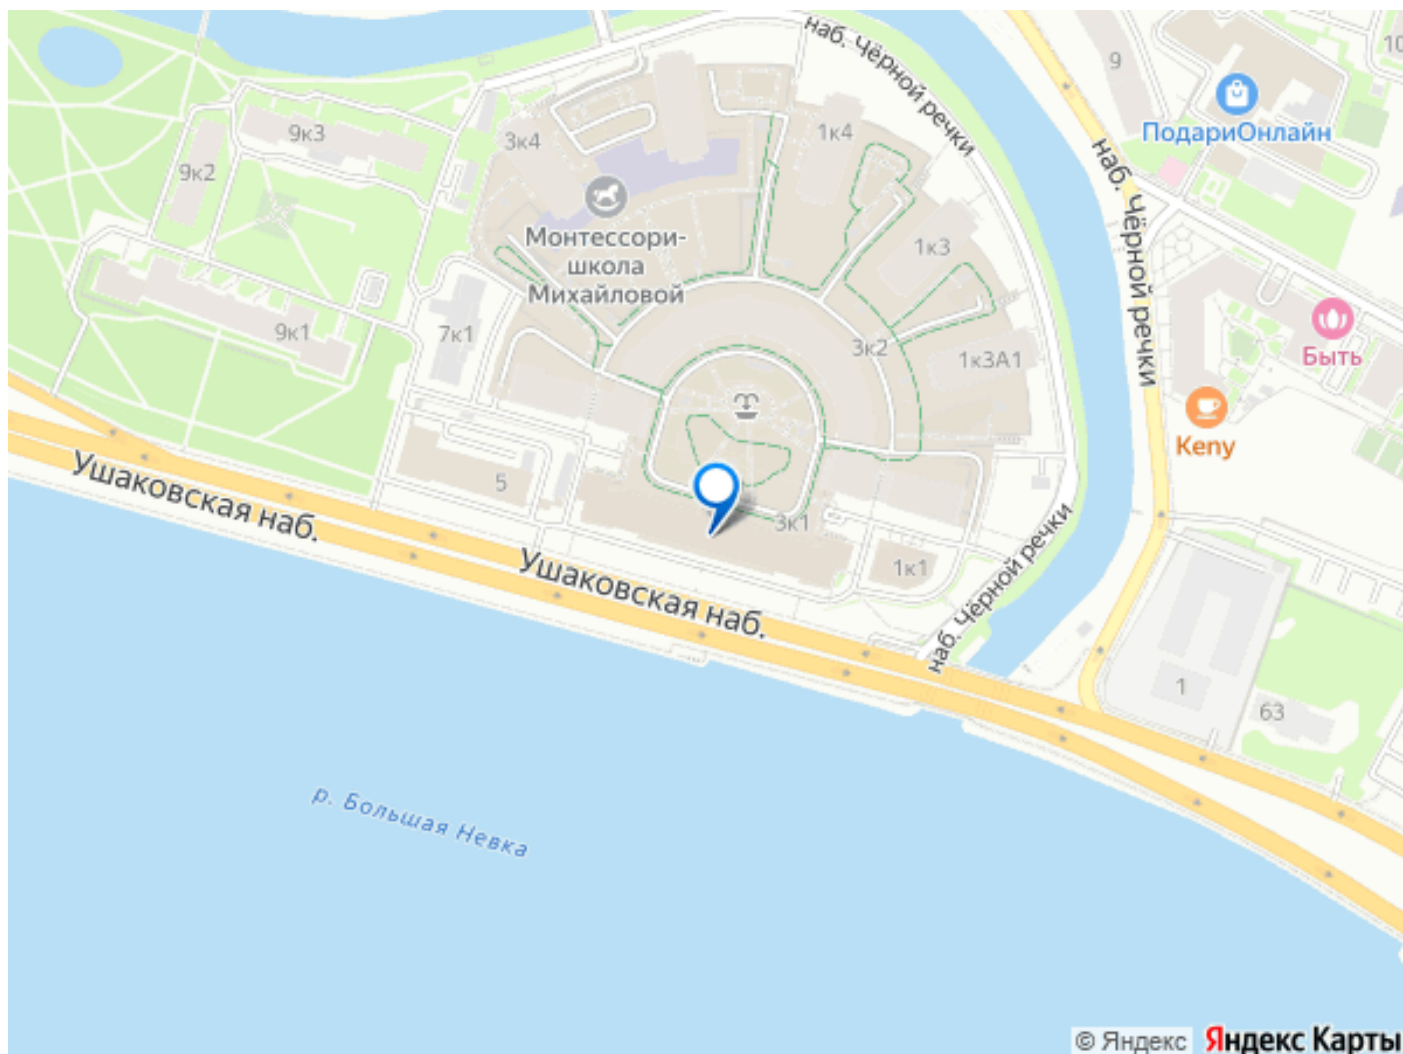 наб. Чёрной речки
9
10
ПодариОнлайн
9к3
3к4
1к4
9к2
наб. Чёрной речки
Монтессори-
школа
Михайловой
1к3
9к1
7к1
3к2
1к3А1
Быть
Keny
Ушаковская наб.
5
3к1
1к1
наб. Чёрной речки
Ушаковская наб.
1
63
р. Большая Невка
© Яндекс
Яндекс Карты